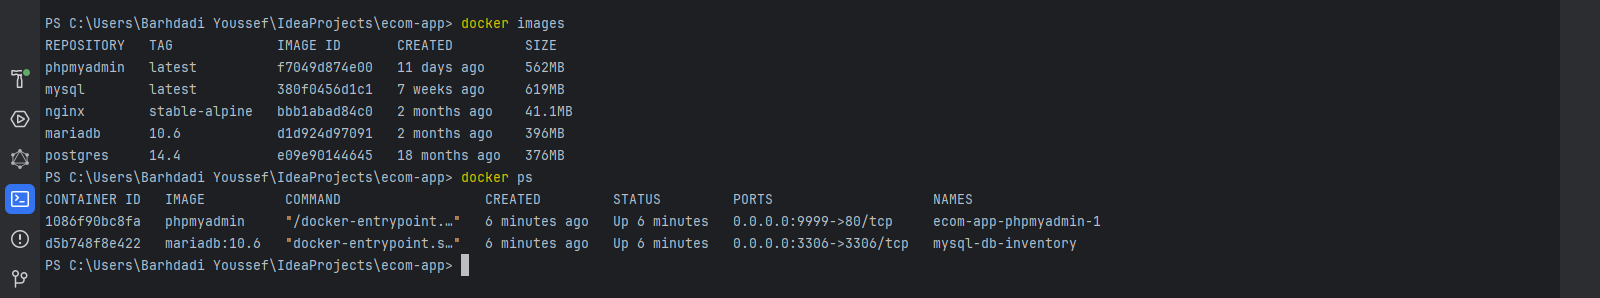 PS C:\Users\Barhdadi Youssef\IdeaProjects\ecom-app> docker images
REPOSITORY   TAG             IMAGE ID       CREATED         SIZE
phpmyadmin   latest          f7049d874e00   11 days ago     562MB
mysql        latest          380f0456d1c1   7 weeks ago     619MB
nginx        stable-alpine   bbb1abad84c0   2 months ago    41.1MB
mariadb      10.6            d1d924d97091   2 months ago    396MB
postgres     14.4            e09e90144645   18 months ago   376MB
PS C:\Users\Barhdadi Youssef\IdeaProjects\ecom-app> docker ps
CONTAINER ID   IMAGE          COMMAND                  CREATED         STATUS         PORTS                    NAMES
1086f90bc8fa   phpmyadmin     "/docker-entrypoint.…"   6 minutes ago   Up 6 minutes   0.0.0.0:9999->80/tcp     ecom-app-phpmyadmin-1
d5b748f8e422   mariadb:10.6   "docker-entrypoint.s…"   6 minutes ago   Up 6 minutes   0.0.0.0:3306->3306/tcp   mysql-db-inventory
PS C:\Users\Barhdadi Youssef\IdeaProjects\ecom-app>